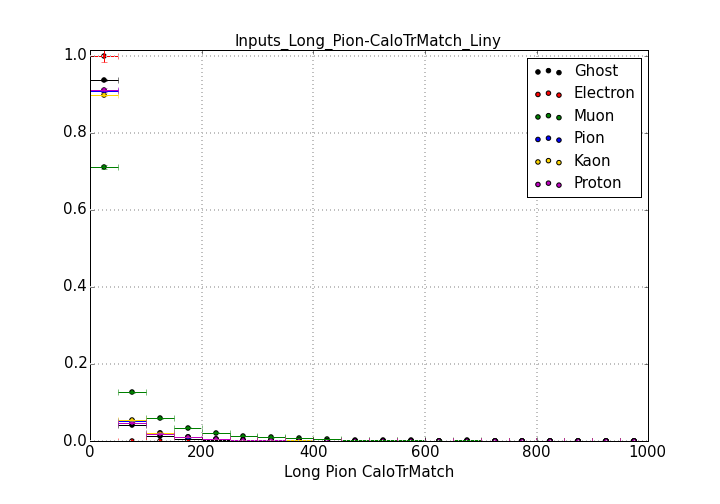 Inputs_Long_Pion-CaloTrMatch_Liny
1.0
0.8
0.6
0.4
0.2
0.0
Ghost
Electron
Muon
Pion
Kaon
Proton
0 200 400 600 800 1000
Long Pion CaloTrMatch